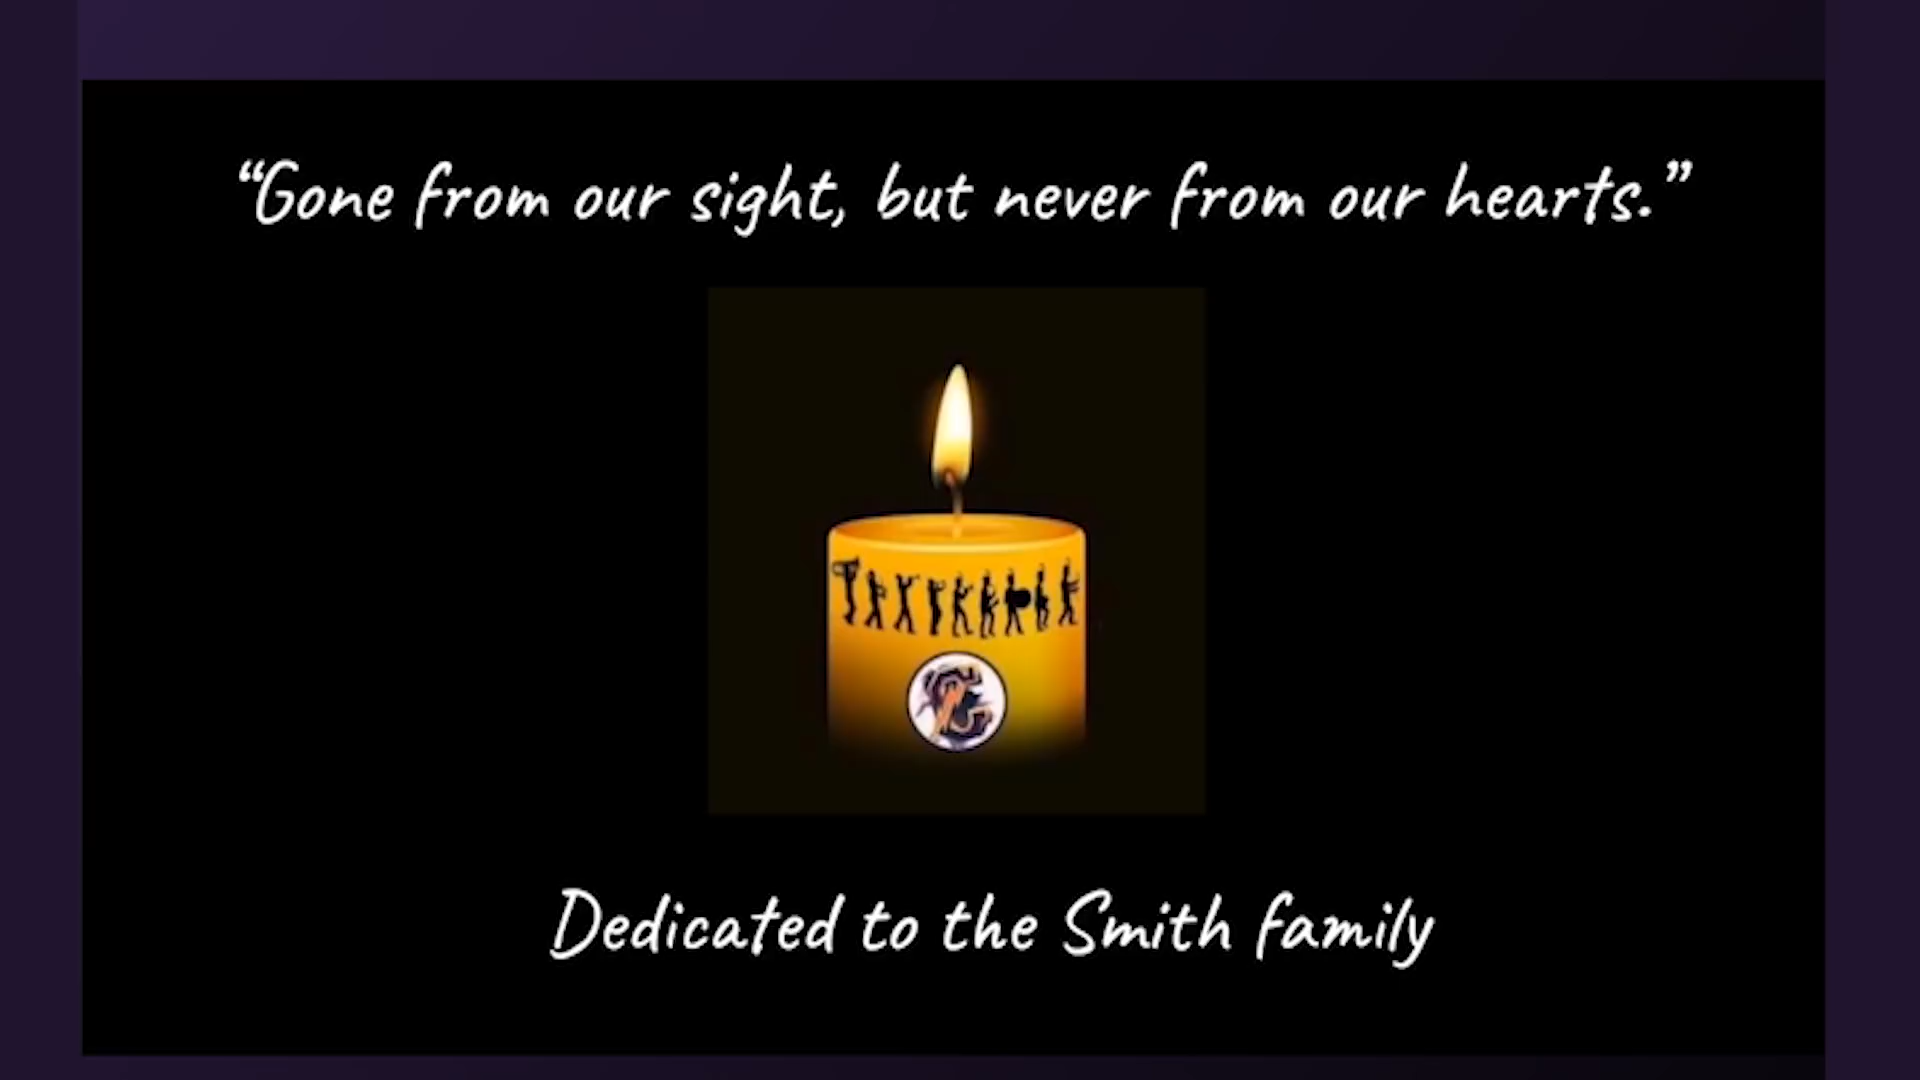 “Gone from our sight, but never from our hearts.”
Dedicated to the Smith family